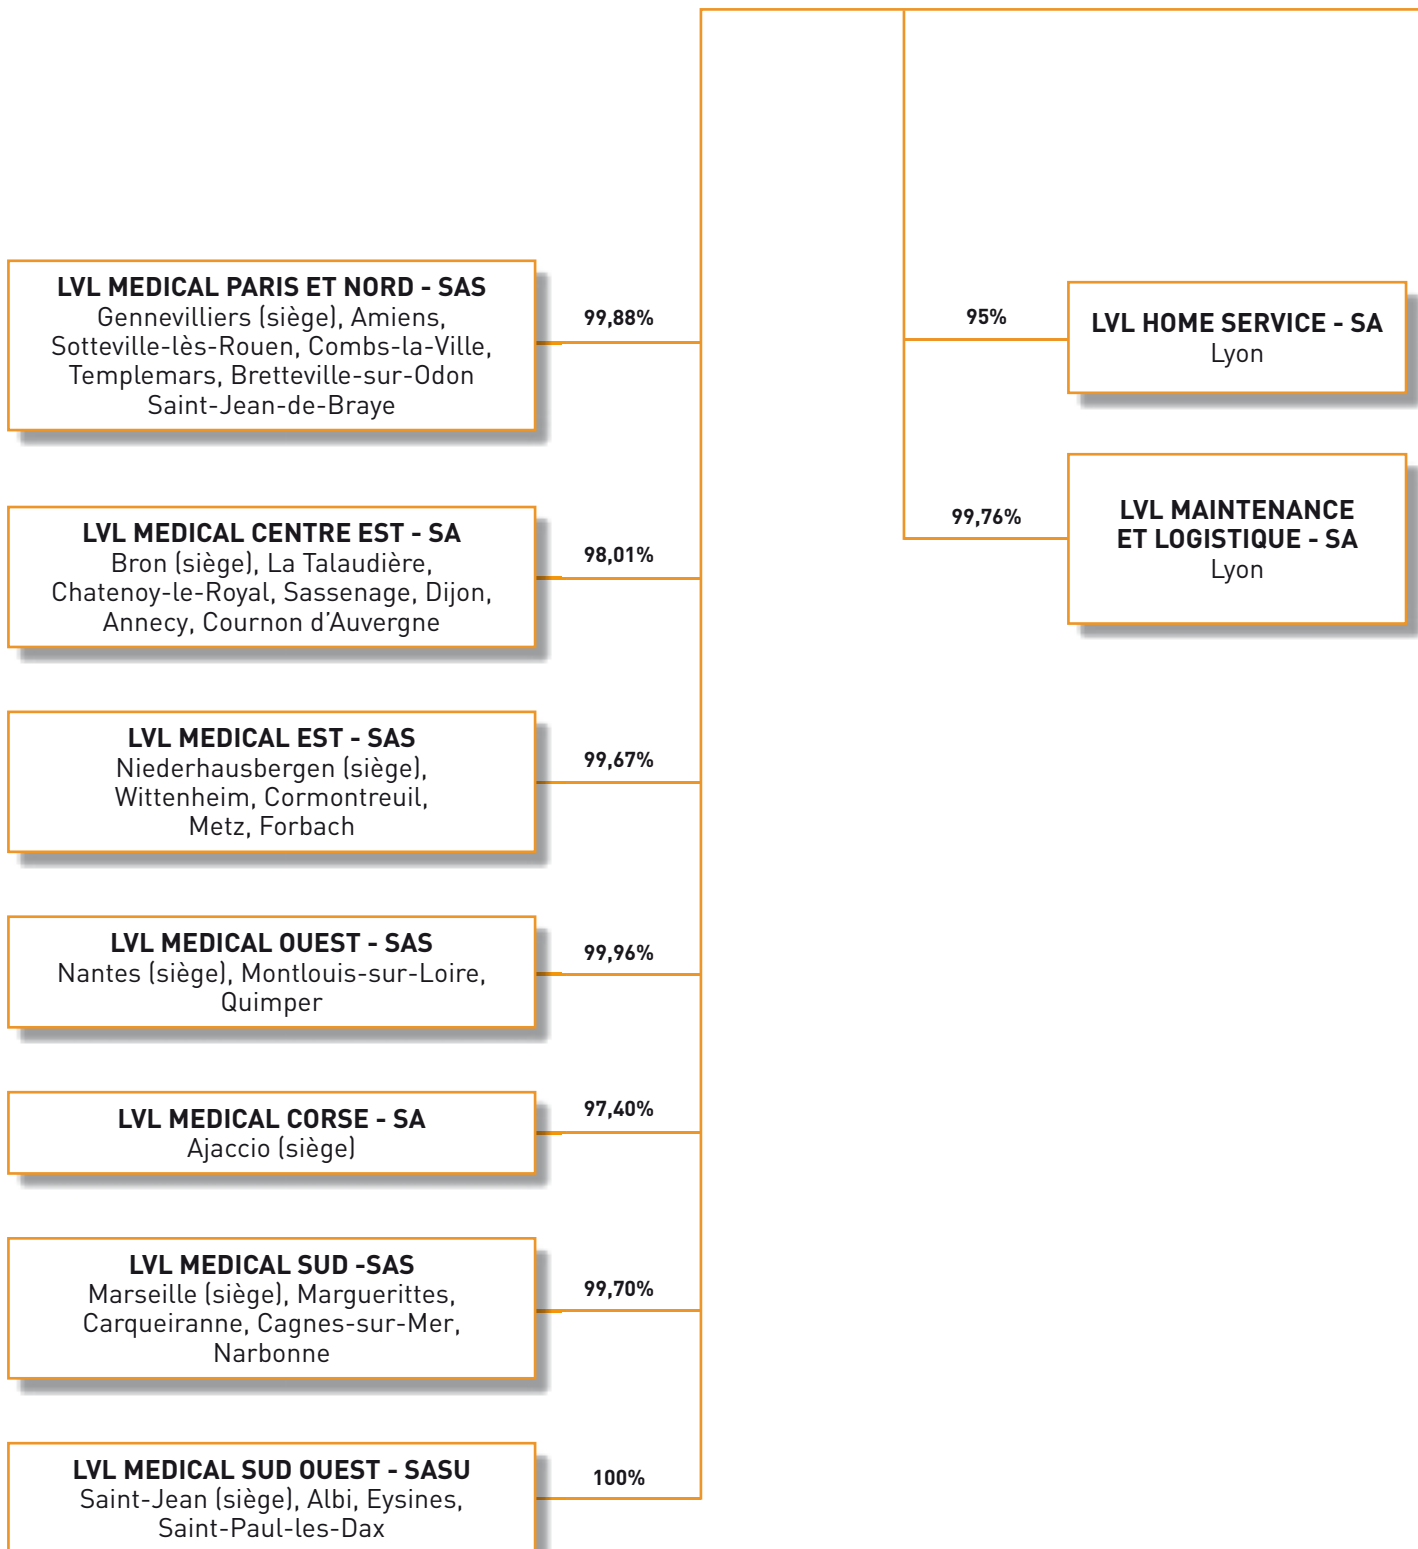 LVL MEDICAL PARIS ET NORD - SAS
Gennevilliers (siège), Amiens,
Sotteville-lès-Rouen, Combs-la-Ville,
Templemars, Bretteville-sur-Odon
Saint-Jean-de-Braye
99,88%
LVL MEDICAL CENTRE EST - SA
Bron (siège), La Talaudière,
Chatenoy-le-Royal, Sassenage, Dijon,
Annecy, Cournon d’Auvergne
98,01%
LVL MEDICAL EST - SAS
Niederhausbergen (siège),
Wittenheim, Cormontreuil,
Metz, Forbach
99,67%
LVL MEDICAL OUEST - SAS
Nantes (siège), Montlouis-sur-Loire,
Quimper
99,96%
LVL MEDICAL CORSE - SA
Ajaccio (siège)
97,40%
LVL MEDICAL SUD -SAS
Marseille (siège), Marguerittes,
Carqueiranne, Cagnes-sur-Mer,
Narbonne
99,70%
LVL MEDICAL SUD OUEST - SASU
Saint-Jean (siège), Albi, Eysines,
Saint-Paul-les-Dax
100%
95%
LVL HOME SERVICE - SA
Lyon
99,76%
LVL MAINTENANCE
ET LOGISTIQUE - SA
Lyon